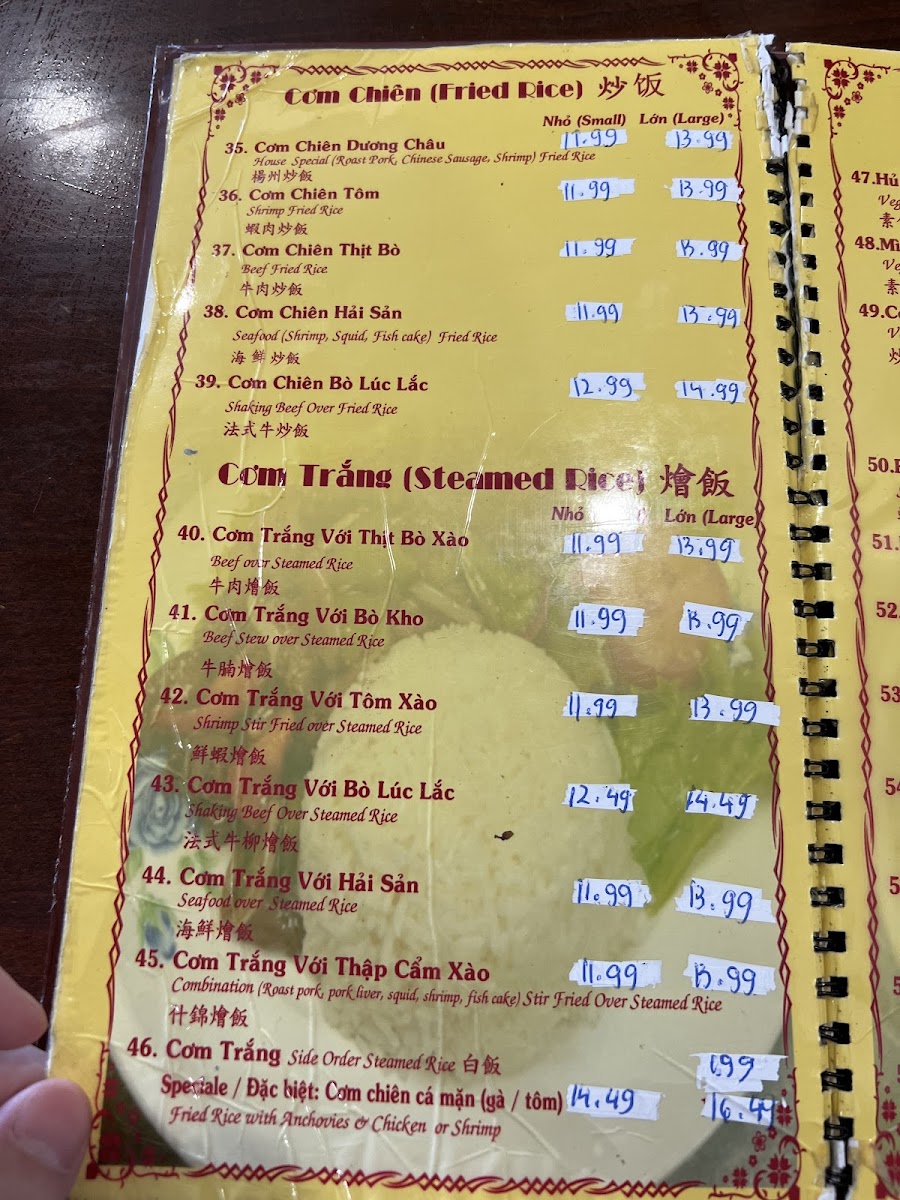 Cơm Chiên (Fried Rice) 炒饭
Nhỏ (Small) Lớn (Large)
35. Cơm Chiên Dương Châu 11.99 13.99
House Special (Roast Pork, Chinese Sausage, Shrimp) Fried Rice
楊州炒飯
36. Cơm Chiên Tôm 11.99 13.99
Shrimp Fried Rice
蝦肉炒飯
37. Cơm Chiên Thịt Bò 11.99 13.99
Beef Fried Rice
牛肉炒飯
38. Cơm Chiên Hải Sản 11.99 13.99
Seafood (Shrimp, Squid, Fish cake) Fried Rice
海鮮炒飯
39. Cơm Chiên Bò Lúc Lắc 12.99 14.99
Shaking Beef Over Fried Rice
法式牛炒飯
Cơm Trắng (Steamed Rice) 燴飯
Nhỏ Lớn (Large)
40. Cơm Trắng Với Thịt Bò Xào 11.99 13.99
Beef over Steamed Rice
牛肉燴飯
41. Cơm Trắng Với Bò Kho 11.99 13.99
Beef Stew over Steamed Rice
牛腩燴飯
42. Cơm Trắng Với Tôm Xào 11.99 13.99
Shrimp Stir Fried over Steamed Rice
鮮蝦燴飯
43. Cơm Trắng Với Bò Lúc Lắc 12.49 14.49
Shaking Beef Over Steamed Rice
法式牛柳燴飯
44. Cơm Trắng Với Hải Sản 11.99 13.99
Seafood over Steamed Rice
海鮮燴飯
45. Cơm Trắng Với Thập Cẩm Xào 11.99 13.99
Combination (Roast pork, pork liver, squid, shrimp, fish cake) Stir Fried Over Steamed Rice
什錦燴飯
46. Cơm Trắng Side Order Steamed Rice 白飯 1.99
Speciale / Đặc biệt: Cơm chiên cá mặn (gà / tôm) 14.49 16.49
Fried Rice with Anchovies & Chicken or Shrimp
47.Hủ
素
48.Mì
素
49.
炒
50.
51.
52.
53